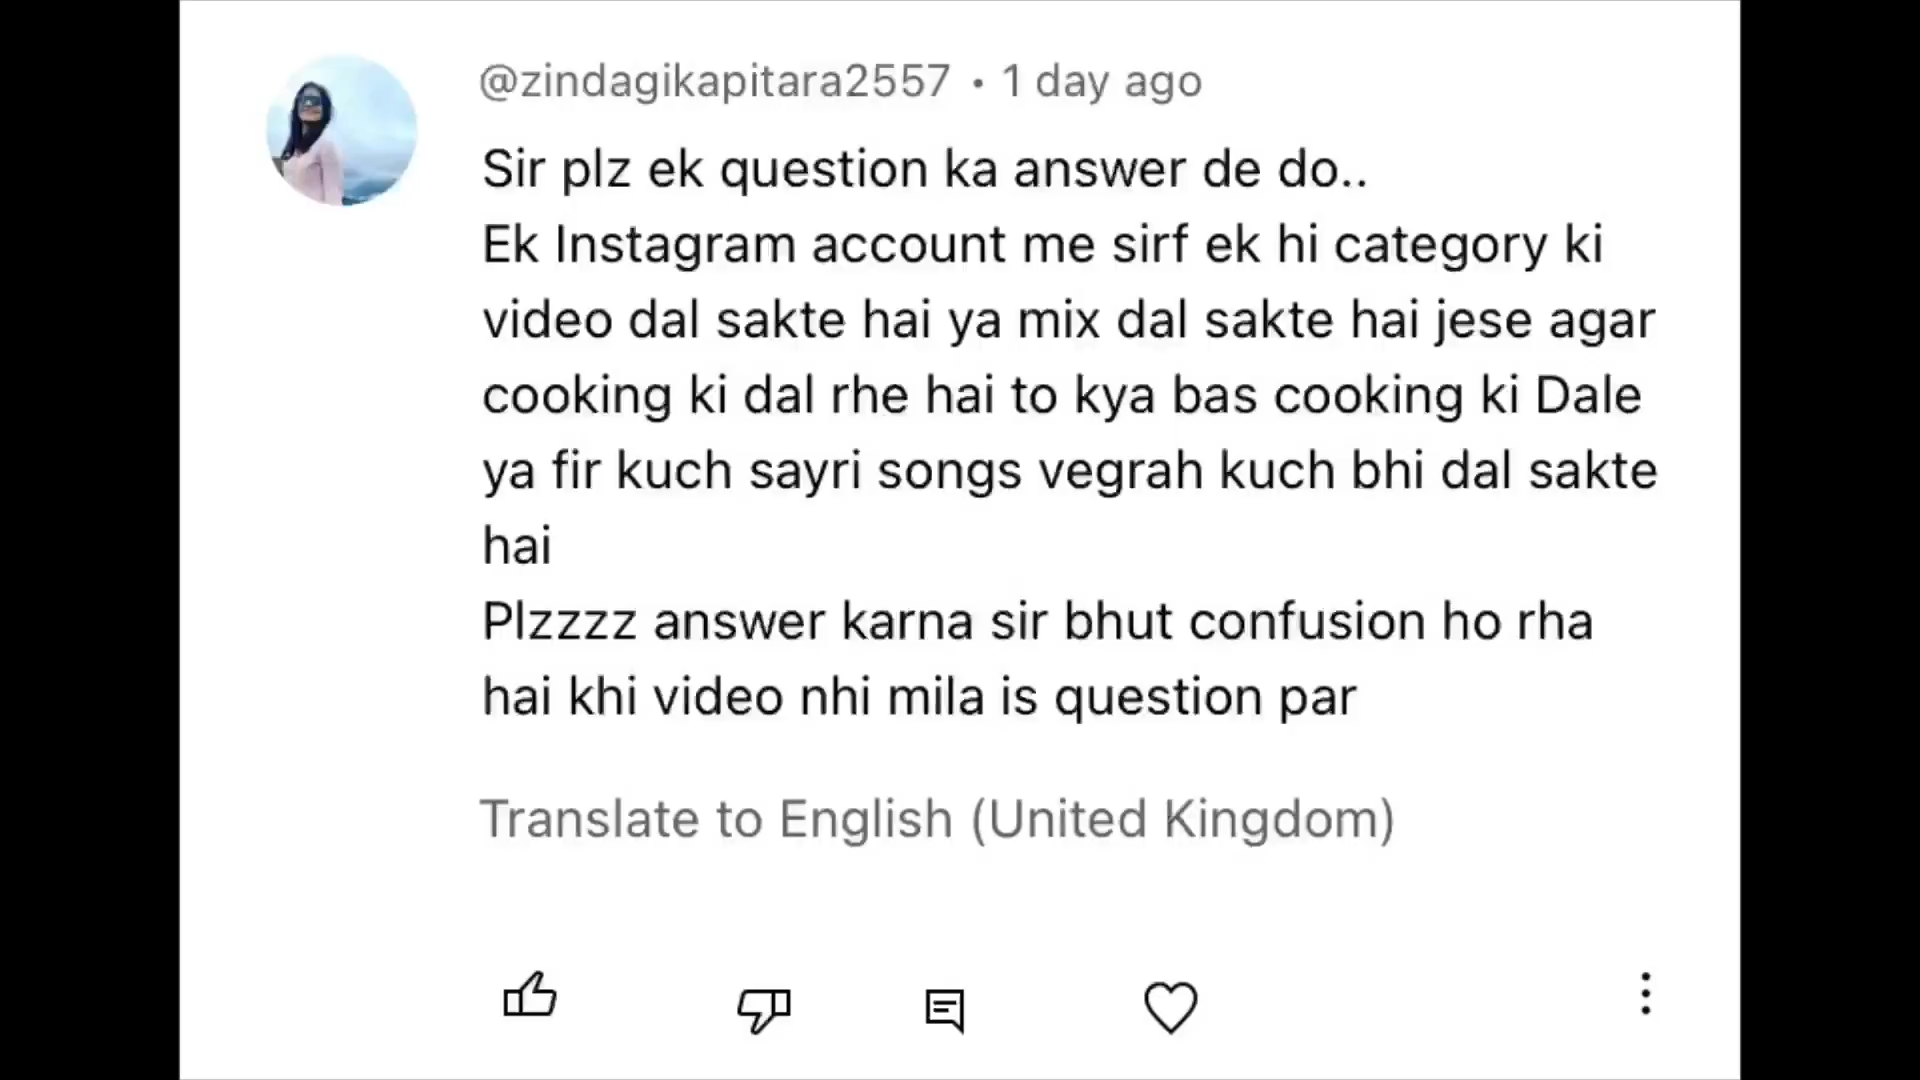 @zindagikapitara2557 • 1 day ago
Sir plz ek question ka answer de do..
Ek Instagram account me sirf ek hi category ki
video dal sakte hai ya mix dal sakte hai jese agar
cooking ki dal rhe hai to kya bas cooking ki Dale
ya fir kuch sayri songs vegrah kuch bhi dal sakte
hai
Plzzzz answer karna sir bhut confusion ho rha
hai khi video nhi mila is question par
Translate to English (United Kingdom)